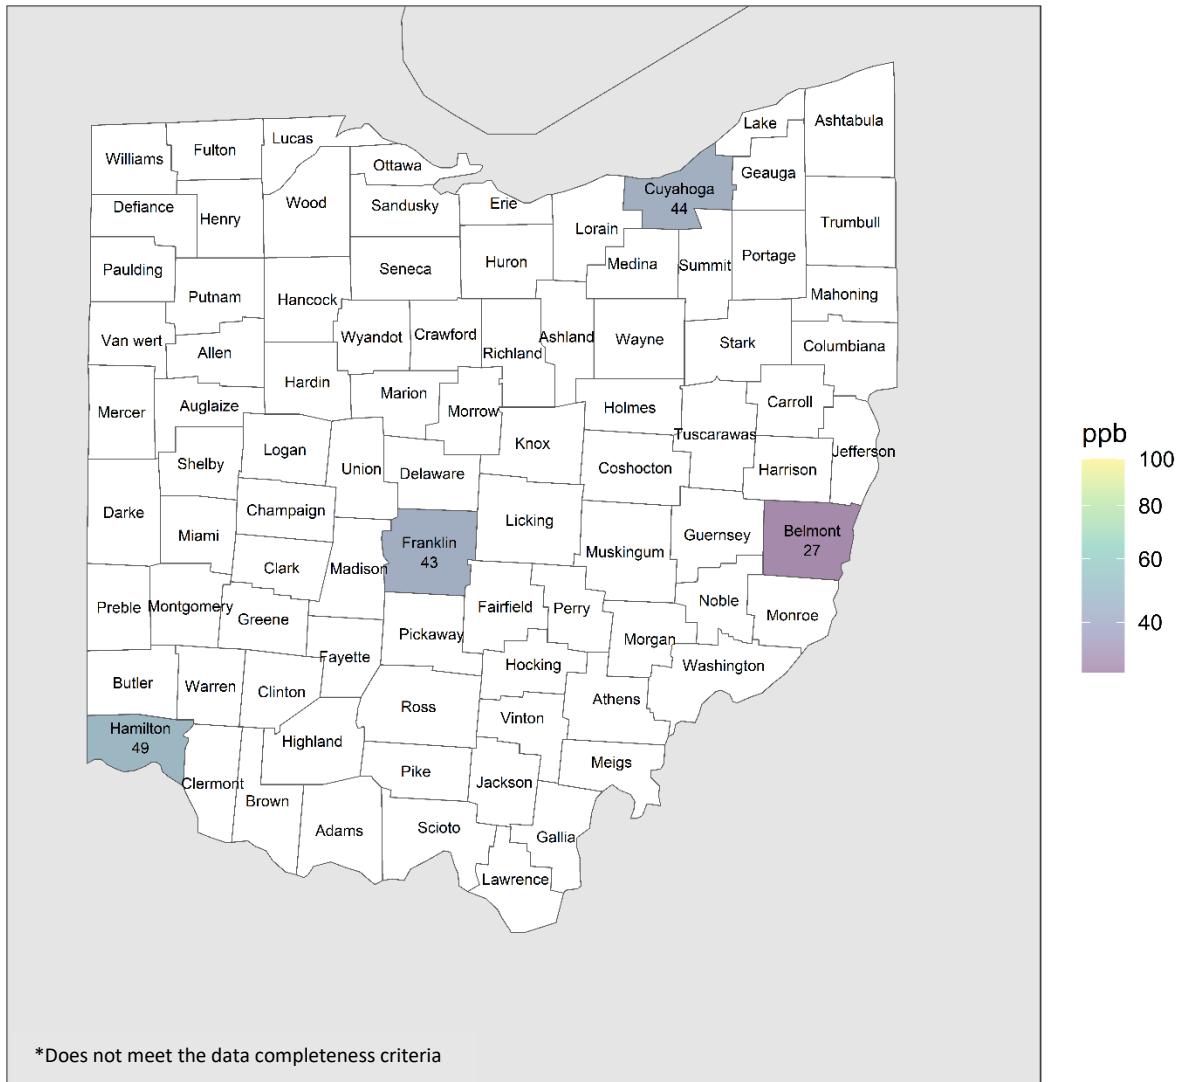 Lake
Ashtabula
Williams
Fulton
Lucas
Ottawa
Cuyahoga
44
Geauga
Defiance
Henry
Wood
Sandusky
Erie
Lorain
Trumbull
Paulding
Seneca
Huron
Medina
Summit
Portage
Putnam
Hancock
Mahoning
Van wert
Allen
Wyandot
Crawford
Richland
Ashland
Wayne
Stark
Columbiana
Mercer
Auglaize
Hardin
Marion
Morrow
Holmes
Carroll
Tuscarawas
Knox
Logan
Shelby
Union
Delaware
Coshocton
Harrison
Jefferson
Darke
Miami
Champaign
Franklin
43
Licking
Muskingum
Guernsey
Belmont
27
Clark
Madison
Preble
Montgomery
Greene
Pickaway
Fairfield
Perry
Noble
Monroe
Morgan
Fayette
Hocking
Washington
Butler
Warren
Clinton
Ross
Athens
Vinton
Hamilton
49
Highland
Clermont
Pike
Jackson
Meigs
Brown
Adams
Scioto
Gallia
Lawrence
ppb
100
80
60
40
*Does not meet the data completeness criteria